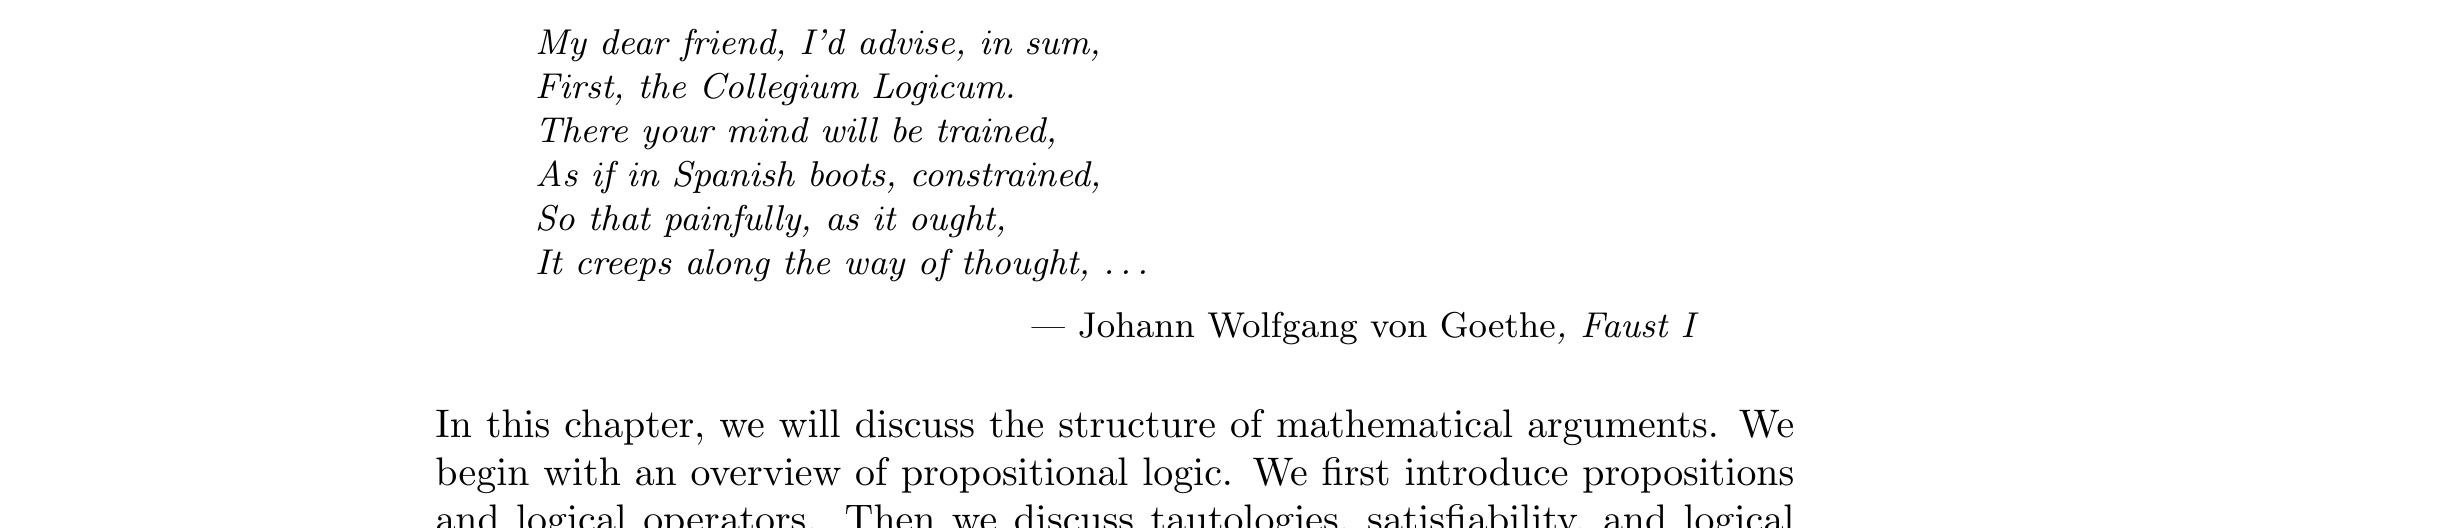 My dear friend, I'd advise, in sum,
First, the Collegium Logicum.
There your mind will be trained,
As if in Spanish boots, constrained,
So that painfully, as it ought,
It creeps along the way of thought, . . .
— Johann Wolfgang von Goethe, Faust I
In this chapter, we will discuss the structure of mathematical arguments. We
begin with an overview of propositional logic. We first introduce propositions
and logical operators. Then we discuss tautologies, satisfiability, and logical